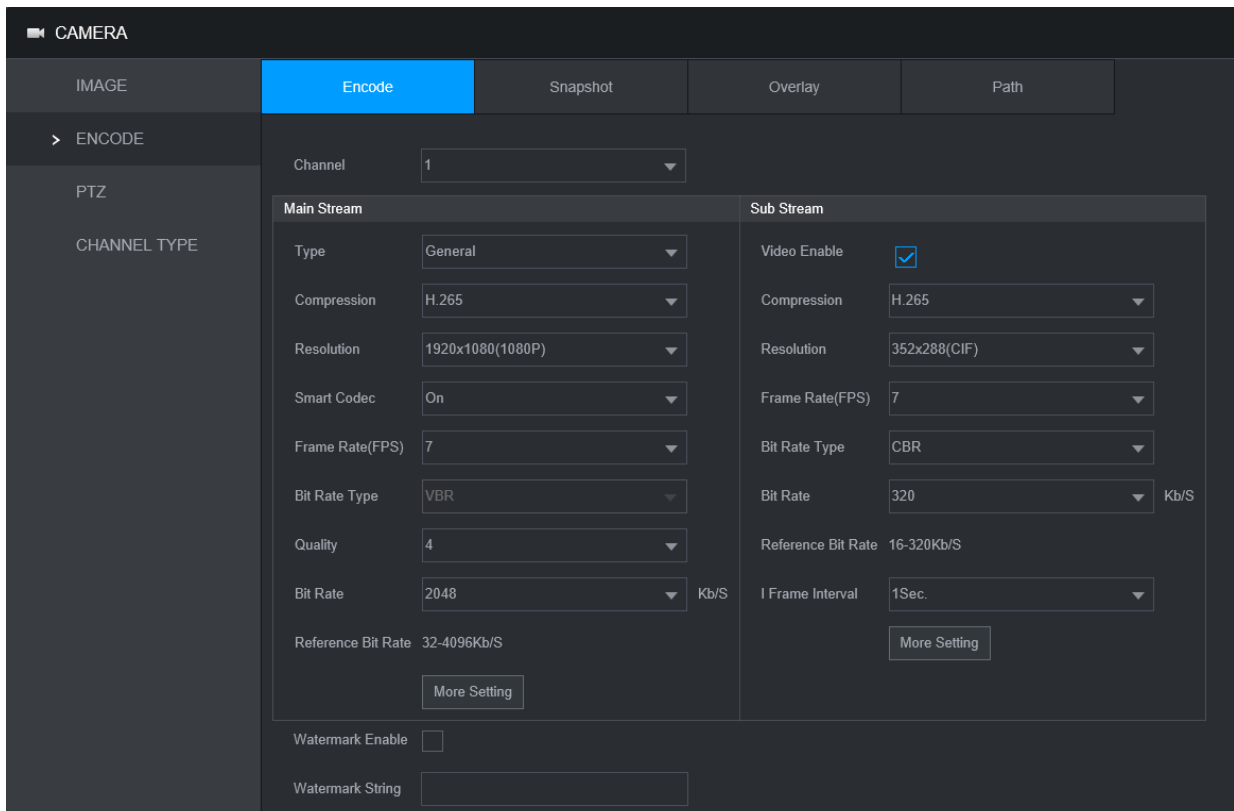 CAMERA
IMAGE
ENCODE
PTZ
CHANNEL TYPE
Encode Snapshot Overlay Path
Channel 1
Main Stream
Type General
Compression H.265
Resolution 1920x1080(1080P)
Smart Codec On
Frame Rate(FPS) 7
Bit Rate Type VBR
Quality 4
Bit Rate 2048 Kb/S
Reference Bit Rate 32-4096Kb/S
More Setting
Sub Stream
Video Enable
Compression H.265
Resolution 352x288(CIF)
Frame Rate(FPS) 7
Bit Rate Type CBR
Bit Rate 320 Kb/S
Reference Bit Rate 16-320Kb/S
I Frame Interval 1Sec.
More Setting
Watermark Enable
Watermark String